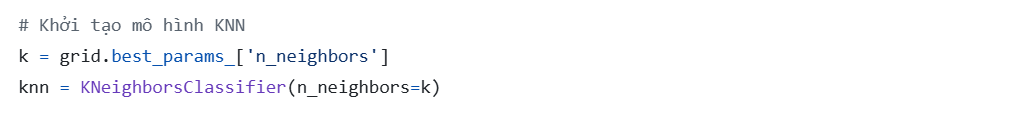 # Khởi tạo mô hình KNN
k = grid.best_params_['n_neighbors']
knn = KNeighborsClassifier(n_neighbors=k)